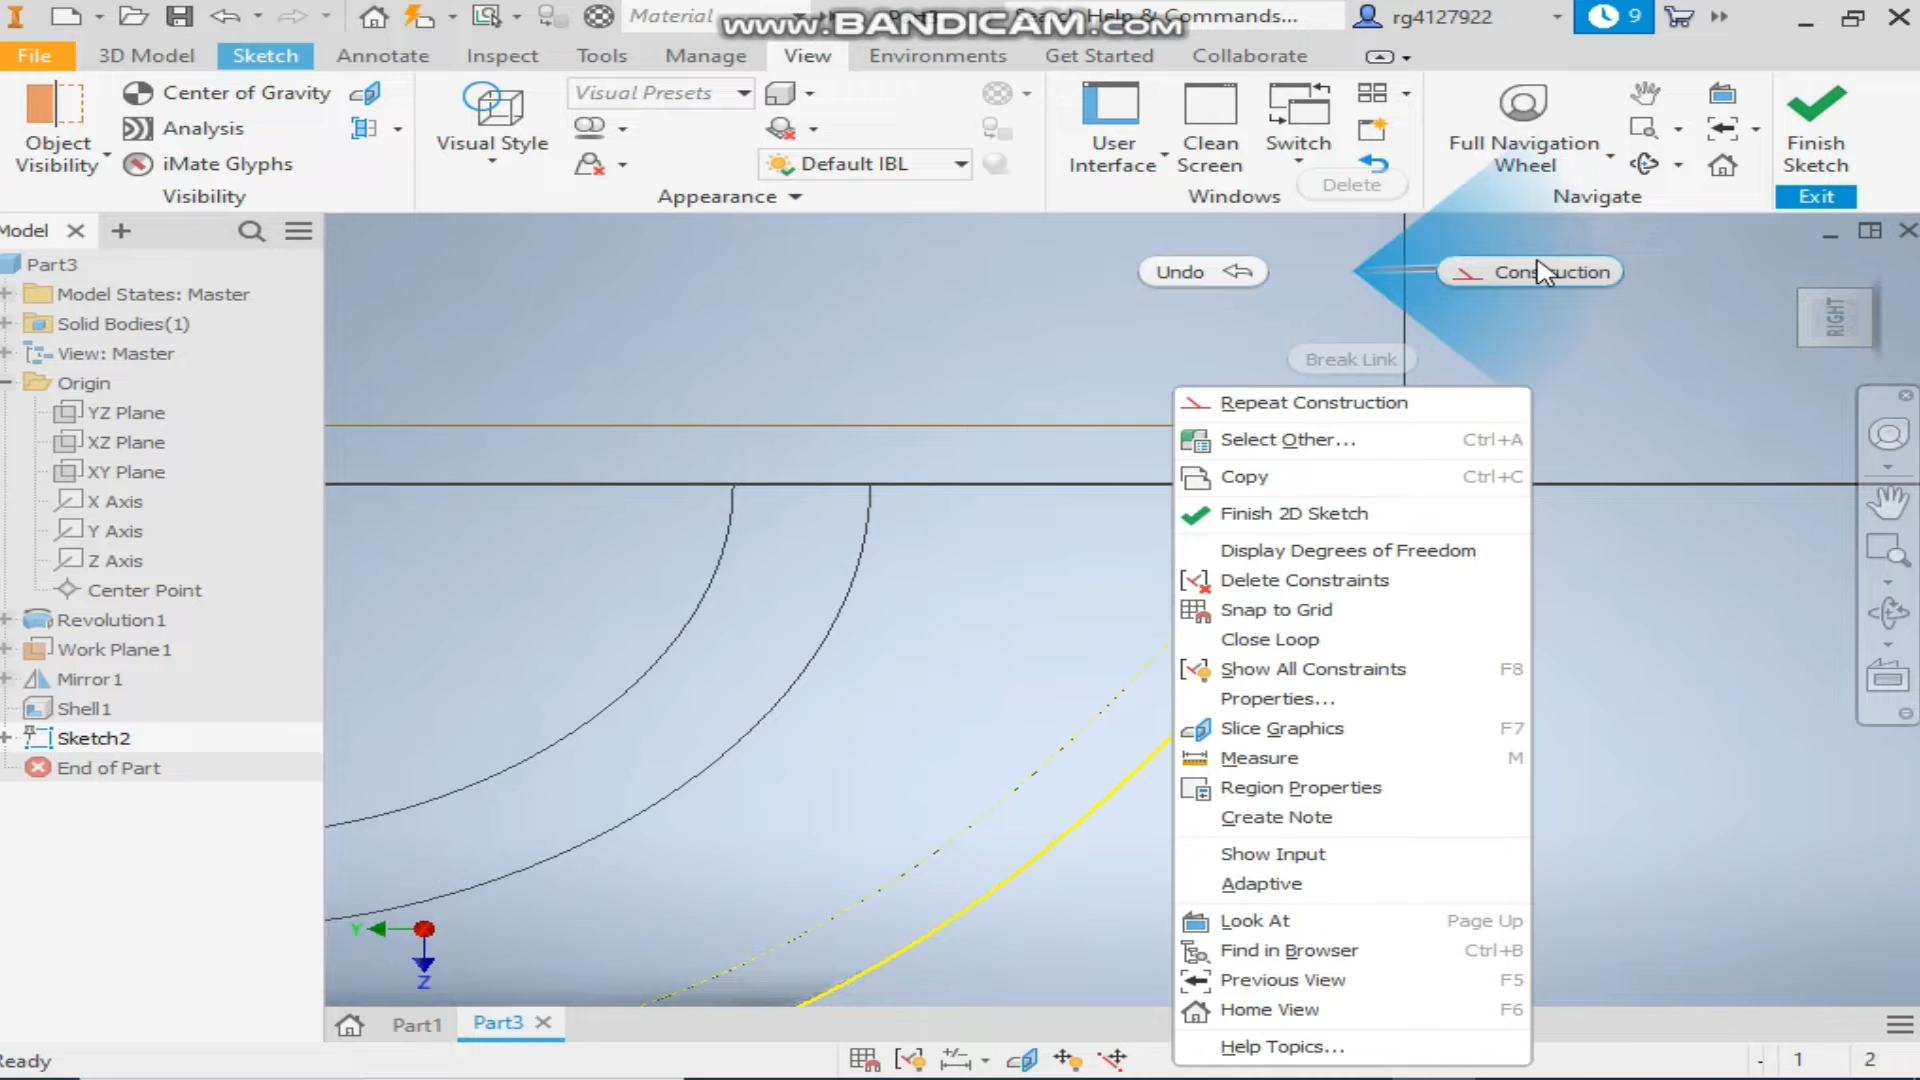 Material
www.BANDICAM.com
Search Help & Commands...
rg4127922
9
File
3D Model
Sketch
Annotate
Inspect
Tools
Manage
View
Environments
Get Started
Collaborate
Object
Visibility
Center of Gravity
Analysis
iMate Glyphs
Visibility
Visual Style
Visual Presets
Default IBL
Appearance
User
Interface
Clean
Screen
Switch
Windows
Delete
Full Navigation
Wheel
Navigate
Finish
Sketch
Exit
Model
Part3
Model States: Master
Solid Bodies(1)
View: Master
Origin
YZ Plane
XZ Plane
XY Plane
X Axis
Y Axis
Z Axis
Center Point
Revolution1
Work Plane1
Mirror1
Shell1
Sketch2
End of Part
Undo
Construction
RIGHT
Break Link
Repeat Construction
Select Other... Ctrl+A
Copy Ctrl+C
Finish 2D Sketch
Display Degrees of Freedom
Delete Constraints
Snap to Grid
Close Loop
Show All Constraints F8
Properties...
Slice Graphics F7
Measure M
Region Properties
Create Note
Show Input
Adaptive
Look At Page Up
Find in Browser Ctrl+B
Previous View F5
Home View F6
Help Topics...
Y
Z
Part1
Part3
Ready
1
2